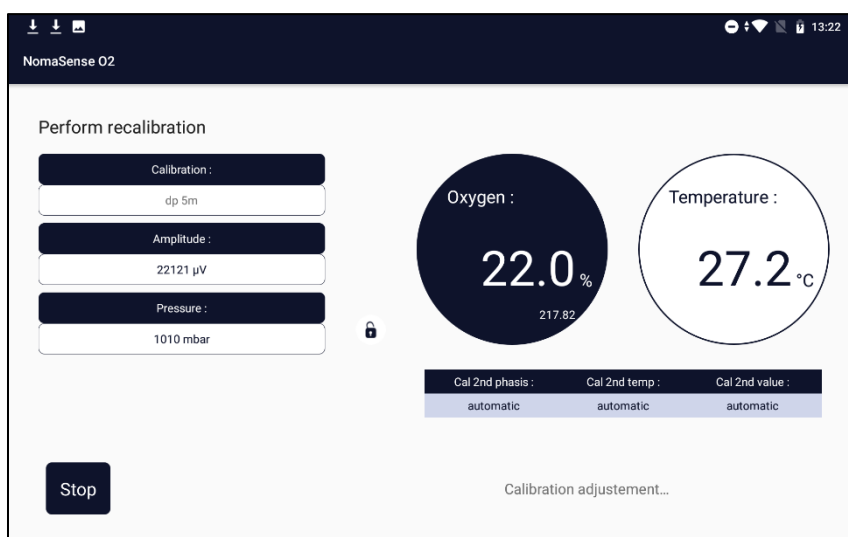 13:22
NomaSense O2
Perform recalibration
Calibration :
dp 5m
Amplitude :
22121 µV
Pressure :
1010 mbar
Oxygen :
22.0 %
217.82
Temperature :
27.2 °C
Cal 2nd phasis : Cal 2nd temp : Cal 2nd value :
automatic automatic automatic
Stop
Calibration adjustement...